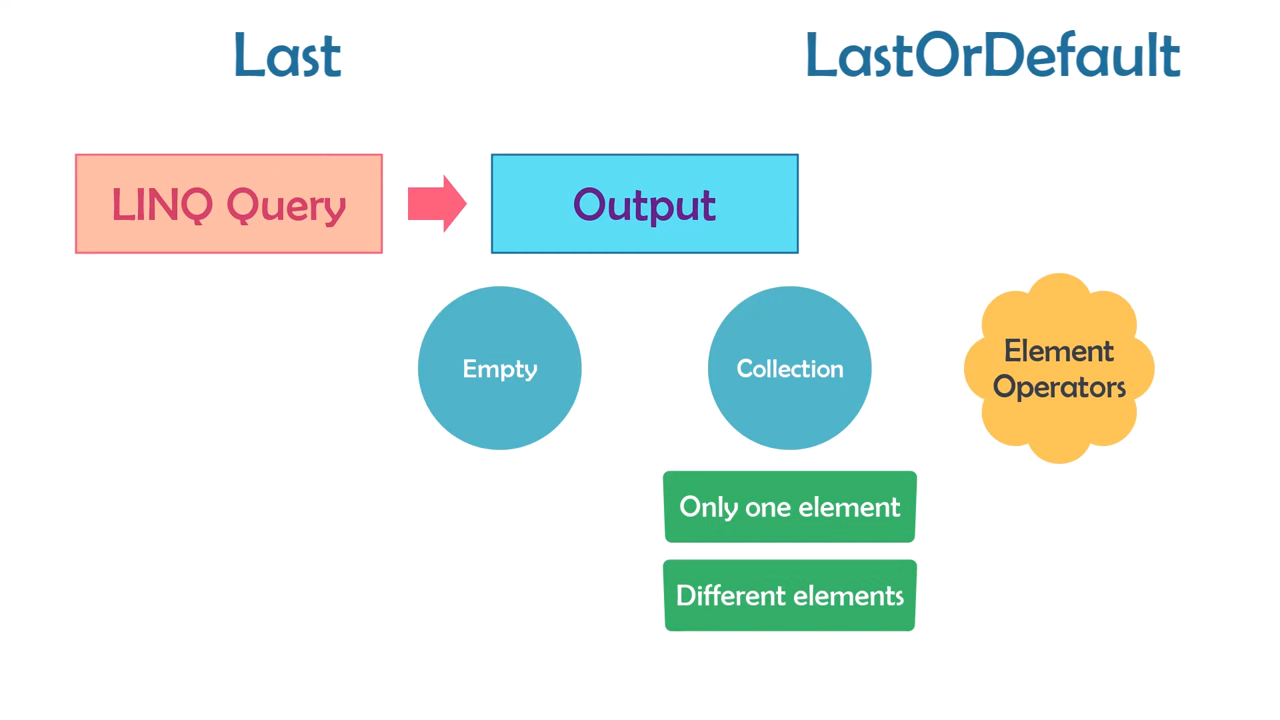 Last
LastOrDefault
LINQ Query
Output
Empty
Collection
Element
Operators
Only one element
Different elements